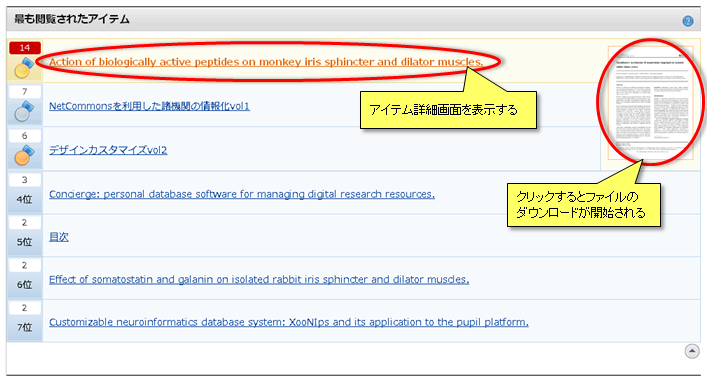 最も閲覧されたアイテム
14
Action of biologically active peptides on monkey iris sphincter and dilator muscles.
アイテム詳細画面を表示する
7
NetCommonsを利用した諸機関の情報化vol1
6
デザインカスタマイズvol2
3
4位
Concierge: personal database software for managing digital research resources.
クリックするとファイルの
ダウンロードが開始される
2
5位
目次
2
6位
Effect of somatostatin and galanin on isolated rabbit iris sphincter and dilator muscles.
2
7位
Customizable neuroinformatics database system: XooNIps and its application to the pupil platform.